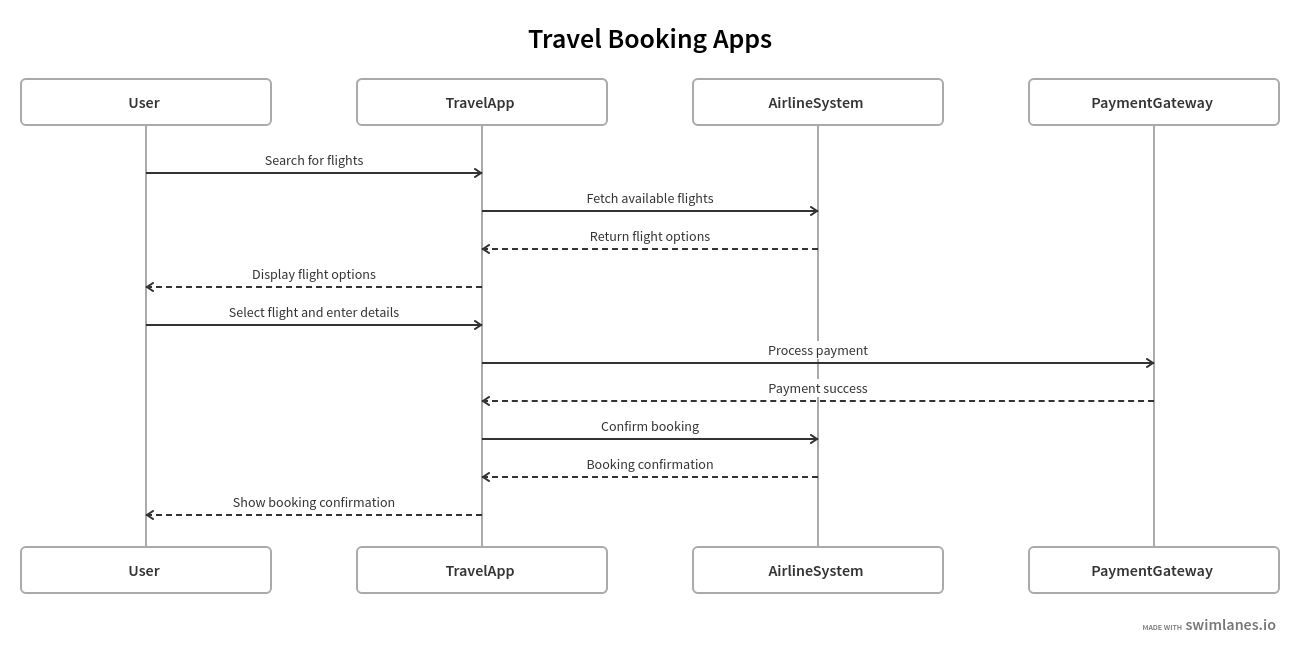 Travel Booking Apps
User
TravelApp
AirlineSystem
PaymentGateway
Search for flights
Fetch available flights
Return flight options
Display flight options
Select flight and enter details
Process payment
Payment success
Confirm booking
Booking confirmation
Show booking confirmation
User
TravelApp
AirlineSystem
PaymentGateway
MADE WITH swimlanes.io